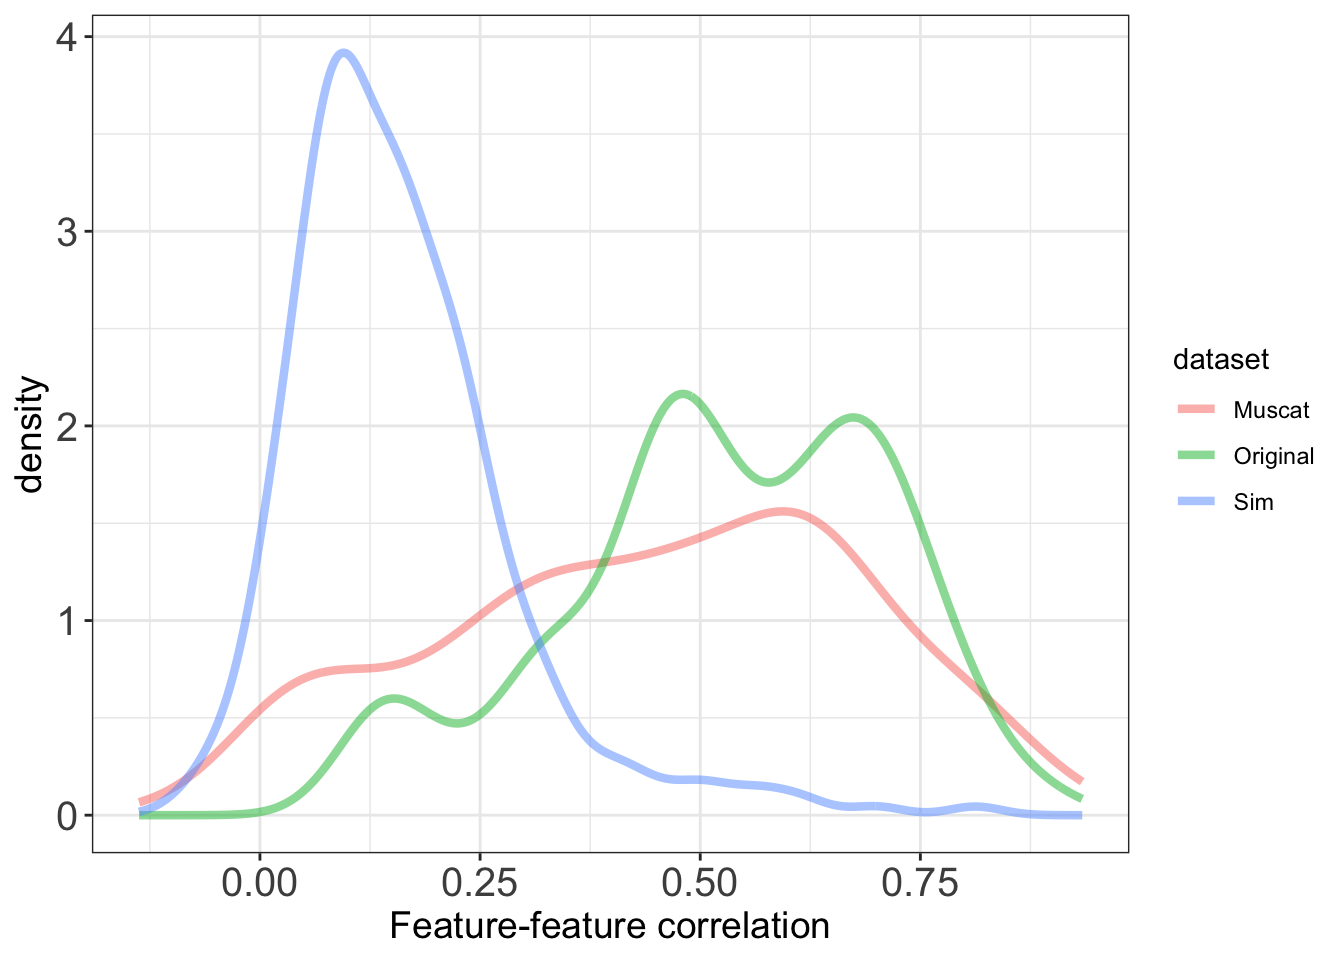 4
3
2
1
0
density
0.00 0.25 0.50 0.75
Feature-feature correlation
dataset
Muscat
Original
Sim